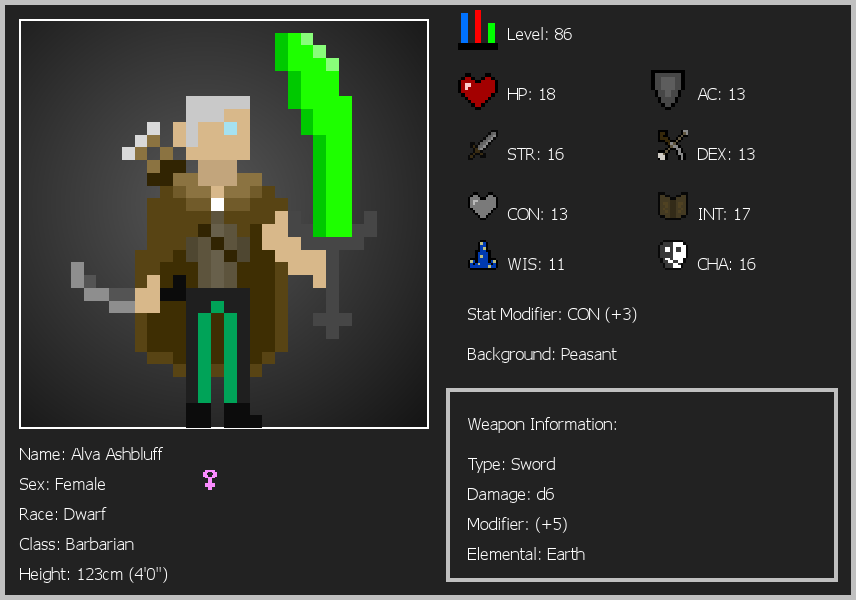 Level: 86
HP: 18
AC: 13
STR: 16
DEX: 13
CON: 13
INT: 17
WIS: 11
CHA: 16
Stat Modifier: CON (+3)
Background: Peasant
Weapon Information:
Type: Sword
Damage: d6
Modifier: (+5)
Elemental: Earth
Name: Alva Ashbluff
Sex: Female
Race: Dwarf
Class: Barbarian
Height: 123cm (4'0")